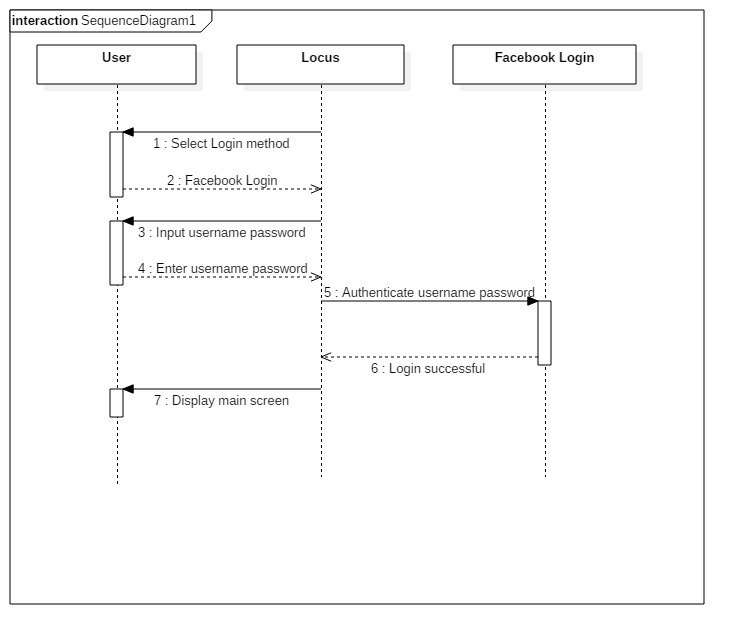 interaction SequenceDiagram1
User
Locus
Facebook Login
1 : Select Login method
2 : Facebook Login
3 : Input username password
4 : Enter username password
5 : Authenticate username password
6 : Login successful
7 : Display main screen